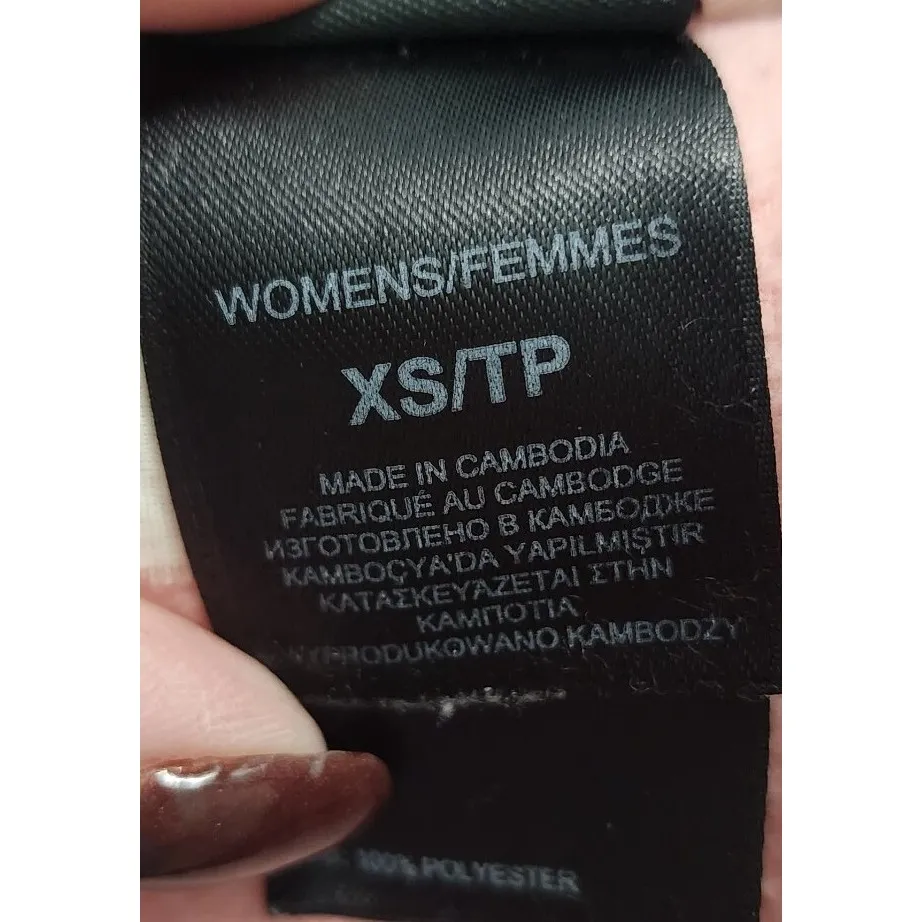 WOMENS/FEMMES
XS/TP
MADE IN CAMBODIA
FABRIQUÉ AU CAMBODGE
ИЗГОТОВЛЕНО В КАМБОДЖЕ
KAMBOÇYA'DA YAPILMIŞTIR
ΚΑΤΑΣΚΕΥΑΖΕΤΑΙ ΣΤΗΝ
ΚΑΜΠΟΤΙΑ
WYPRODUKOWANO KAMBODZY
100% POLYESTER